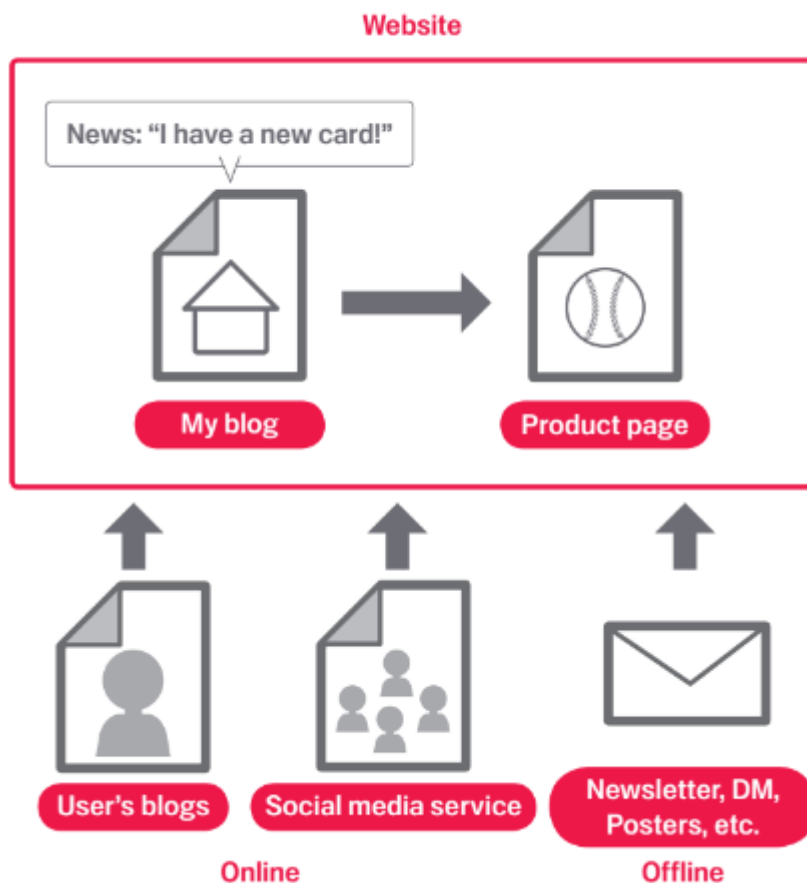 Website
News: “I have a new card!”
My blog
Product page
User’s blogs
Social media service
Newsletter, DM,
Posters, etc.
Online
Offline